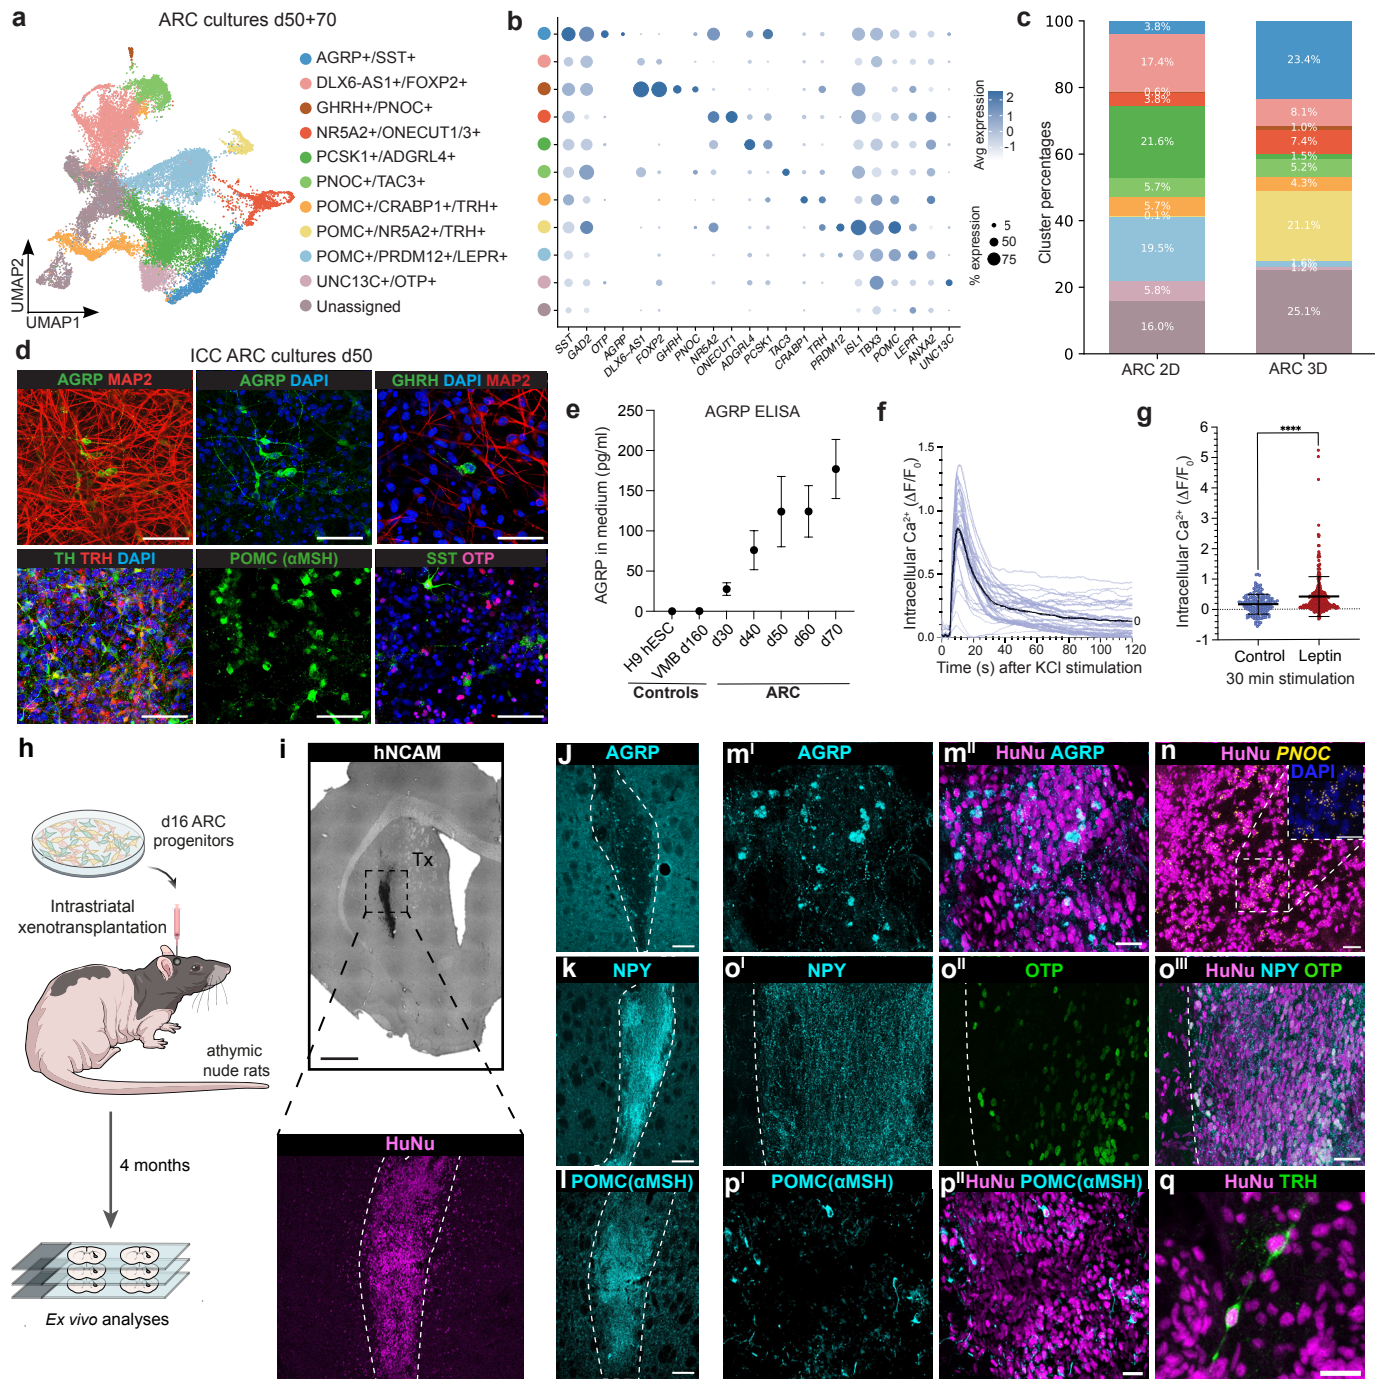 a
ARC cultures d50+70
AGRP+/SST+
DLX6-AS1+/FOXP2+
GHRH+/PNOC+
NR5A2+/ONECUT1/3+
PCSK1+/ADGRL4+
PNOC+/TAC3+
POMC+/CRABP1+/TRH+
POMC+/NR5A2+/TRH+
POMC+/PRDM12+/LEPR+
UNC13C+/OTP+
Unassigned
UMAP2
UMAP1
b
SST
GAD2
OTP
AGRP
DLX6-AS1
FOXP2
GHRH
PNOC
NR5A2
ONECUT1
ADGRL4
PCSK1
TAC3
CRABP1
TRH
PRDM12
ISL1
TBX3
POMC
LEPR
ANXA2
UNC13C
Avg expression
2
1
0
-1
% expression
5
50
75
c
Cluster percentages
100
80
60
40
20
0
3.8%
17.4%
0.6%
3.8%
21.6%
5.7%
5.7%
0.1%
19.5%
5.8%
16.0%
23.4%
8.1%
1.0%
7.4%
1.5%
5.2%
4.3%
21.1%
1.6%
1.2%
25.1%
ARC 2D
ARC 3D
d
ICC ARC cultures d50
AGRP MAP2
AGRP DAPI
GHRH DAPI MAP2
TH TRH DAPI
POMC (αMSH)
SST OTP
e
AGRP ELISA
AGRP in medium (pg/ml)
250
200
150
100
50
0
H9 hESC
VMB d160
d30
d40
d50
d60
d70
Controls
ARC
f
Intracellular Ca2+ (ΔF/F0)
1.5
1.0
0.5
0.0
0
0 20 40 60 80 100 120
Time (s) after KCl stimulation
g
Intracellular Ca2+ (ΔF/F0)
6
5
4
3
2
1
0
-1
****
Control
Leptin
30 min stimulation
h
d16 ARC
progenitors
Intrastriatal
xenotransplantation
athymic
nude rats
4 months
Ex vivo analyses
i
hNCAM
Tx
HuNu
J
AGRP
k
NPY
l
POMC(αMSH)
mI
AGRP
mII
HuNu AGRP
n
HuNu PNOC
DAPI
oI
NPY
oII
OTP
oIII
HuNu NPY OTP
pI
POMC(αMSH)
pII
HuNu POMC(αMSH)
q
HuNu TRH